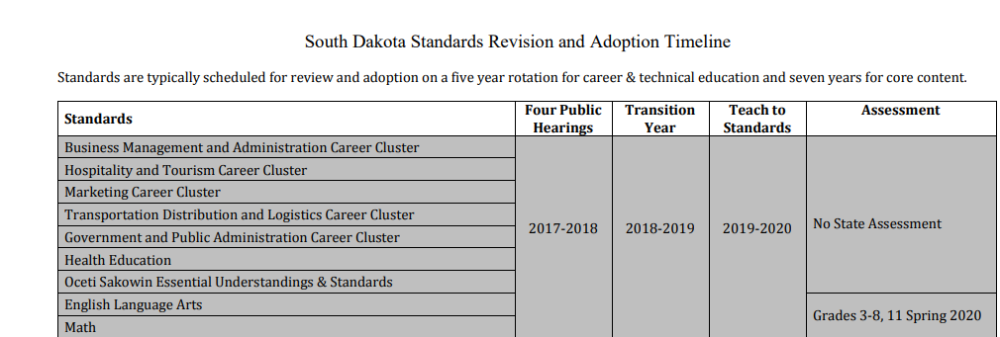 South Dakota Standards Revision and Adoption Timeline
Standards are typically scheduled for review and adoption on a five year rotation for career & technical education and seven years for core content.
Standards
Four Public
Hearings
Transition
Year
Teach to
Standards
Assessment
Business Management and Administration Career Cluster
Hospitality and Tourism Career Cluster
Marketing Career Cluster
Transportation Distribution and Logistics Career Cluster
Government and Public Administration Career Cluster
Health Education
Oceti Sakowin Essential Understandings & Standards
English Language Arts
Math
2017-2018
2018-2019
2019-2020
No State Assessment
Grades 3-8, 11 Spring 2020